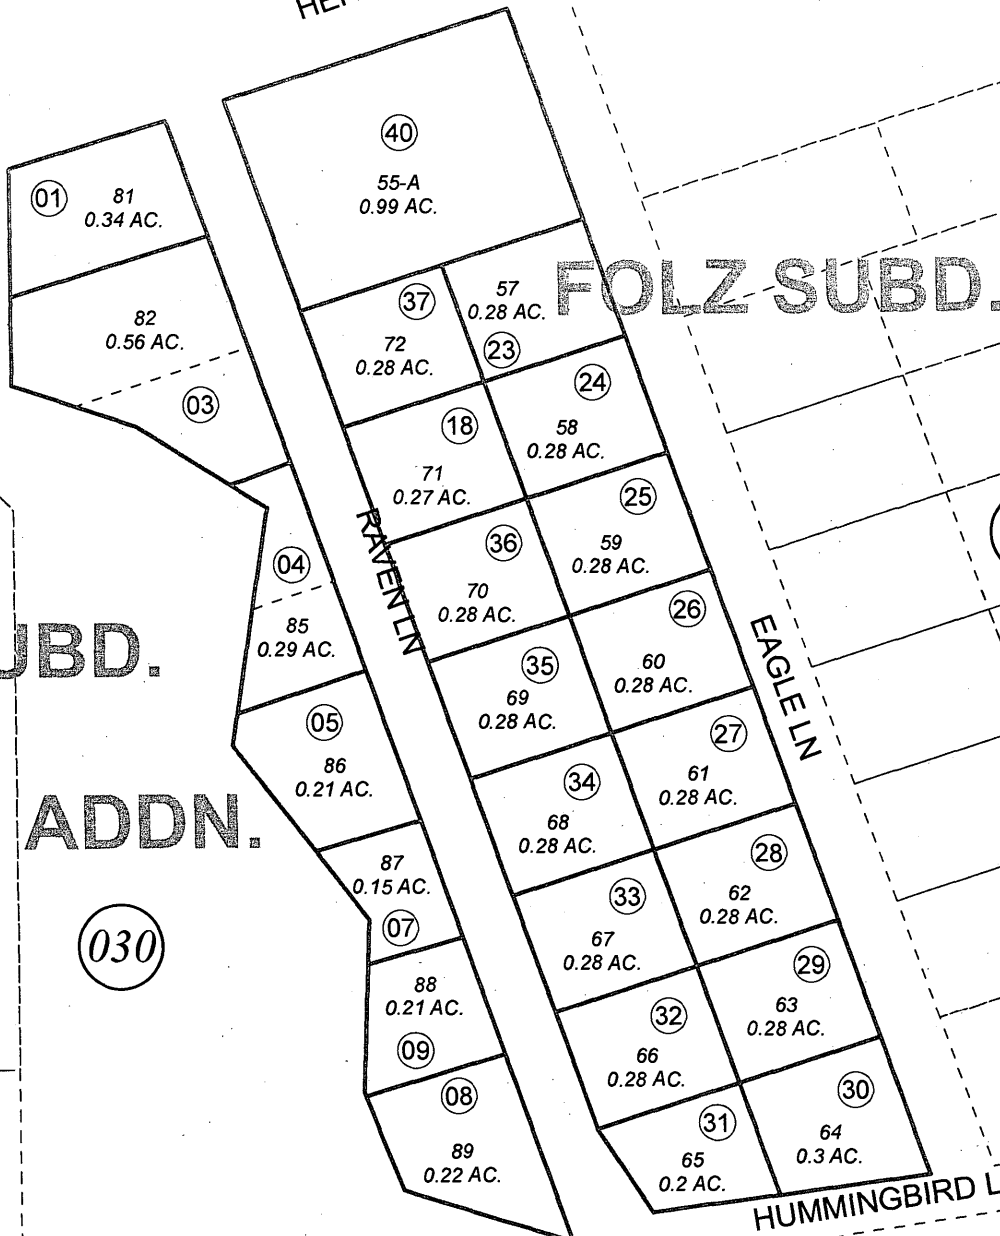 40
55-A
0.99 AC.
01
81
0.34 AC.
82
0.56 AC.
03
37
72
0.28 AC.
57
0.28 AC.
23
FOLZ SUBD.
24
58
0.28 AC.
18
71
0.27 AC.
25
59
0.28 AC.
36
70
0.28 AC.
RAVEN LN
04
85
0.29 AC.
26
60
0.28 AC.
EAGLE LN
35
69
0.28 AC.
UBD.
05
86
0.21 AC.
27
61
0.28 AC.
34
68
0.28 AC.
ADDN.
87
0.15 AC.
07
28
62
0.28 AC.
33
67
0.28 AC.
030
88
0.21 AC.
09
29
63
0.28 AC.
32
66
0.28 AC.
08
89
0.22 AC.
31
65
0.2 AC.
30
64
0.3 AC.
HUMMINGBIRD L